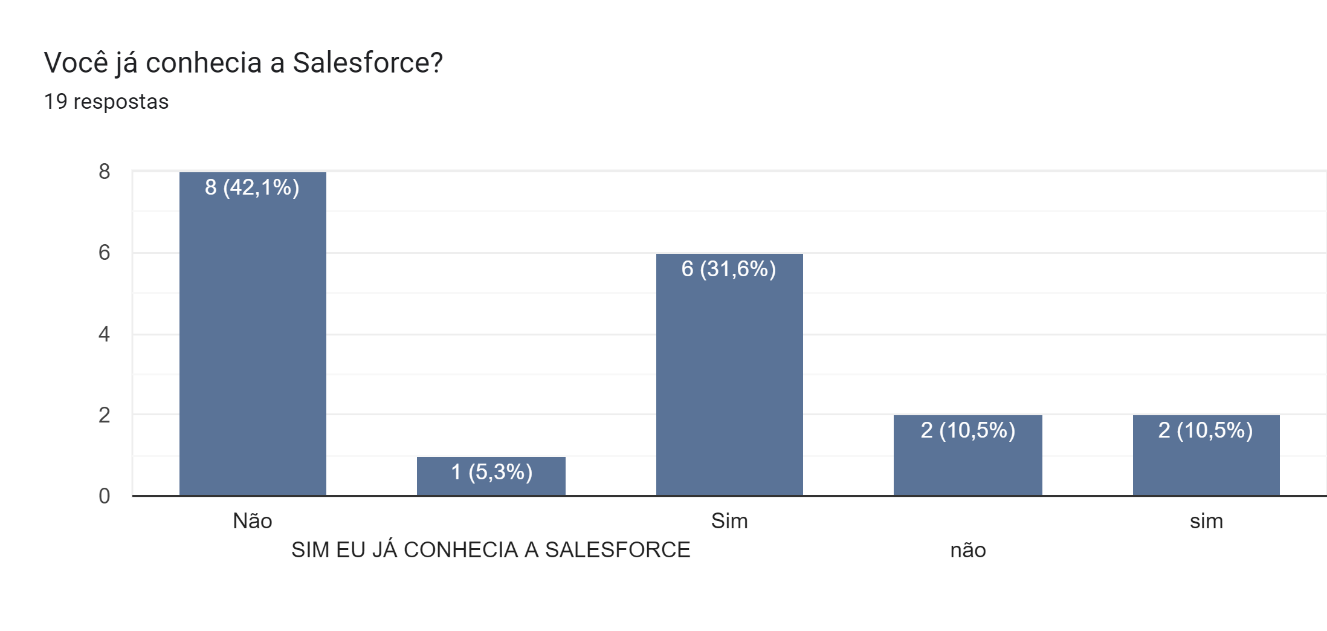 Você já conhecia a Salesforce?
19 respostas
8
8 (42,1%)
6
6 (31,6%)
4
2
2 (10,5%)
2 (10,5%)
1 (5,3%)
0
Não
Sim
sim
SIM EU JÁ CONHECIA A SALESFORCE
não